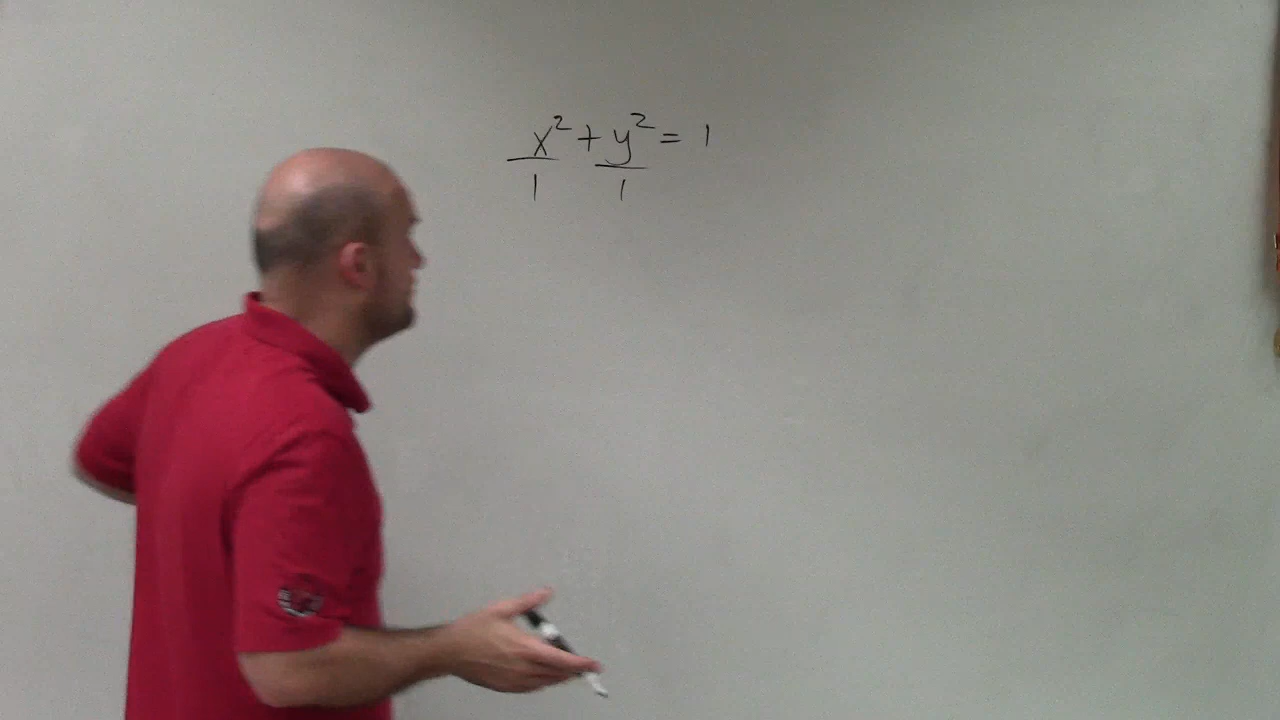 x² + y² = 1
1 1